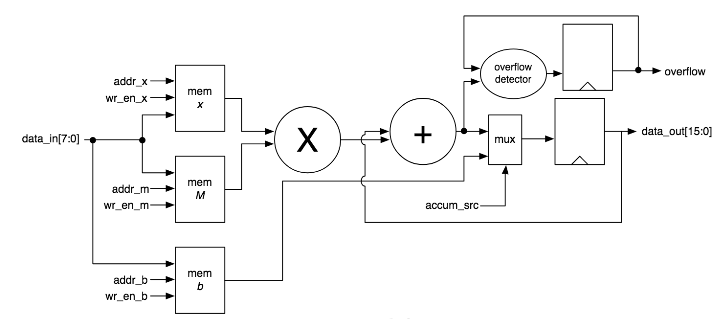 addr_x
wr_en_x
mem
x
data_in[7:0]
addr_m
wr_en_m
mem
M
addr_b
wr_en_b
mem
b
X
+
overflow
detector
overflow
mux
data_out[15:0]
accum_src